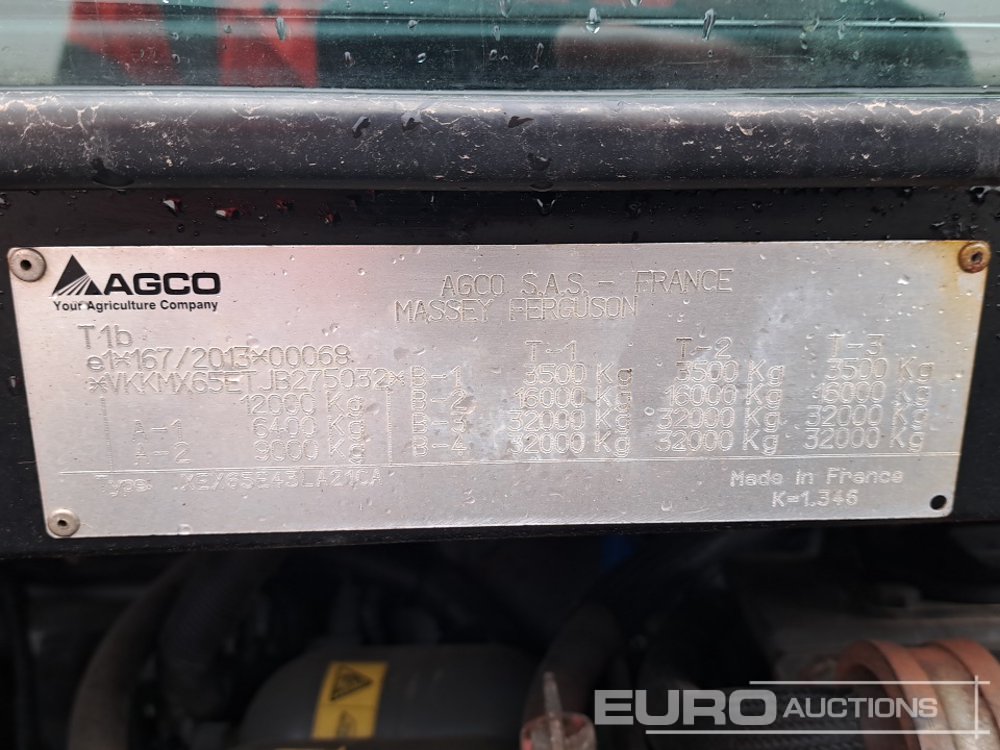 AGCO
Your Agriculture Company
AGCO S.A.S. - FRANCE
MASSEY FERGUSON
T1b
e1*167/2013*00068
T-1 T-2 T-3
*VKKMX65ETJB275032* B-1 3500 Kg 3500 Kg 3500 Kg
12000 Kg B-2 16000 Kg 16000 Kg 16000 Kg
A-1 6400 Kg B-3 32000 Kg 32000 Kg 32000 Kg
A-2 9000 Kg B-4 32000 Kg 32000 Kg 32000 Kg
Type: Made in France
K=1.346
EURO AUCTIONS